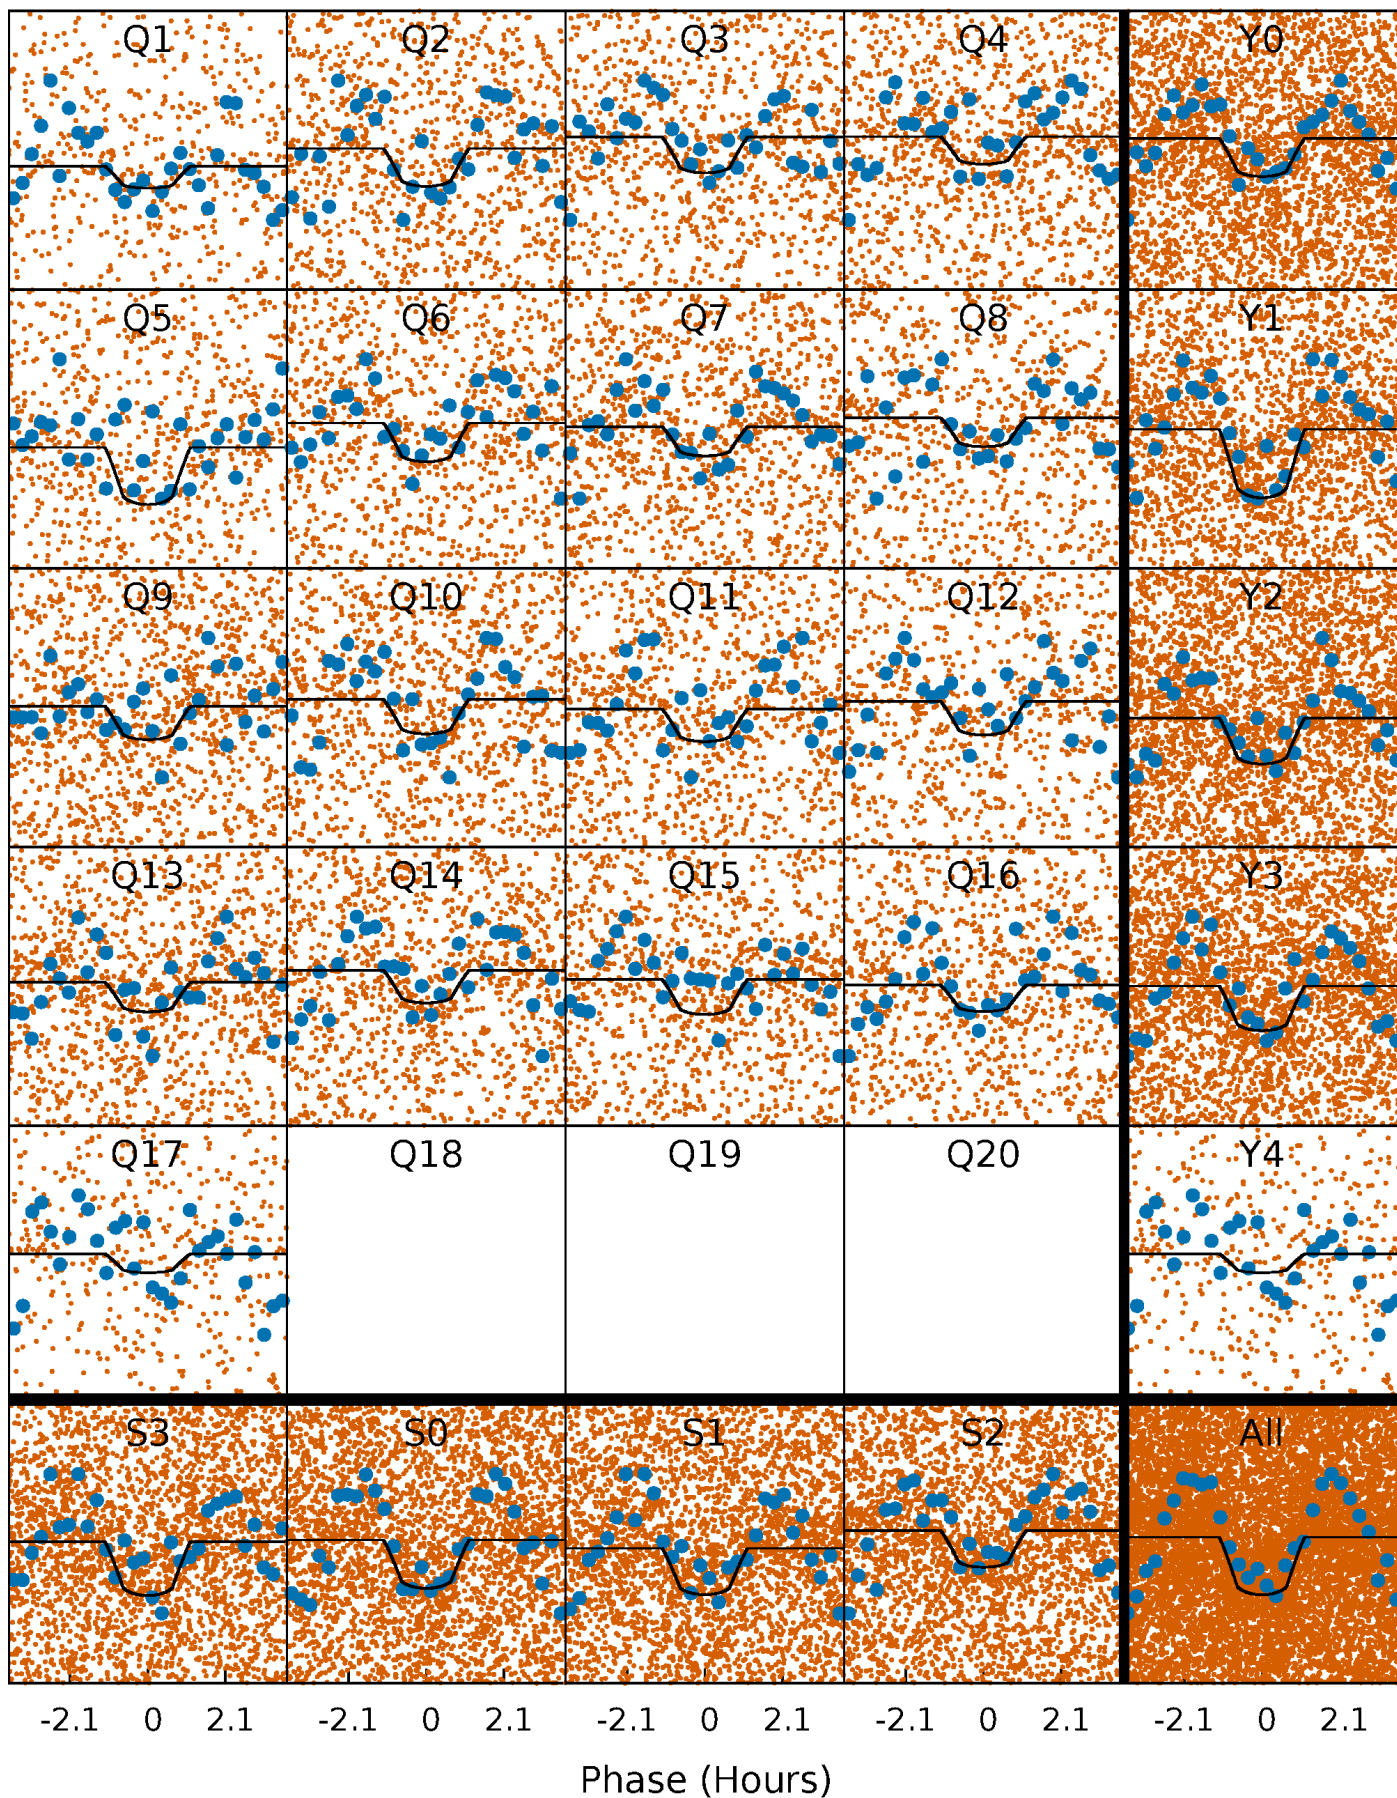 Q1 Q2 Q3 Q4 Y0
Q5 Q6 Q7 Q8 Y1
Q9 Q10 Q11 Q12 Y2
Q13 Q14 Q15 Q16 Y3
Q17 Q18 Q19 Q20 Y4
S3 S0 S1 S2 All
-2.1 0 2.1 -2.1 0 2.1 -2.1 0 2.1 -2.1 0 2.1 -2.1 0 2.1
Phase (Hours)